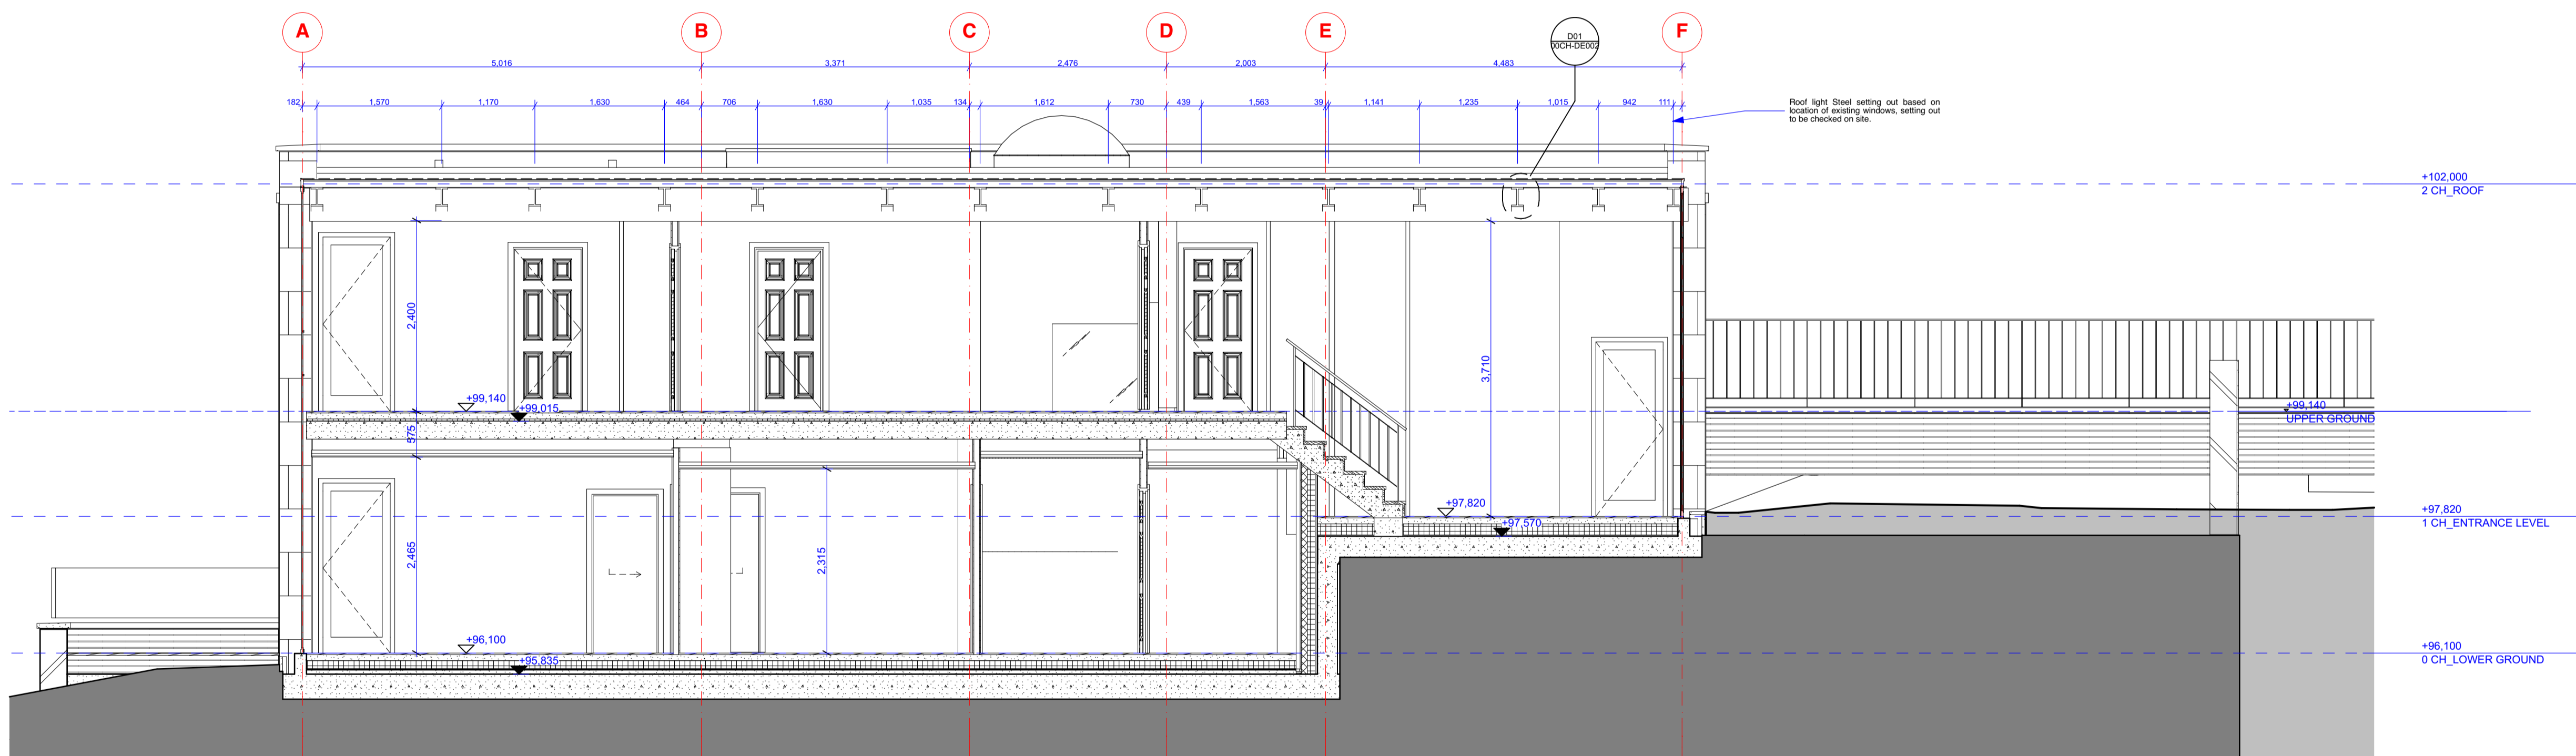 A B C D E F
D01
00CH-DE002
5,016 3,371 2,476 2,003 4,483
182 1,570 1,170 1,630 464 706 1,630 1,035 134 1,612 730 439 1,563 39 1,141 1,235 1,015 942 111
Roof light Steel setting out based on
location of existing windows, setting out
to be checked on site.
+102,000
2 CH_ROOF
2,400
3,710
+99,140
+99,015
+99,140
UPPER GROUND
575
+97,820
+97,570
+97,820
1 CH_ENTRANCE LEVEL
2,465
2,315
+96,100
+95,835
+96,100
0 CH_LOWER GROUND